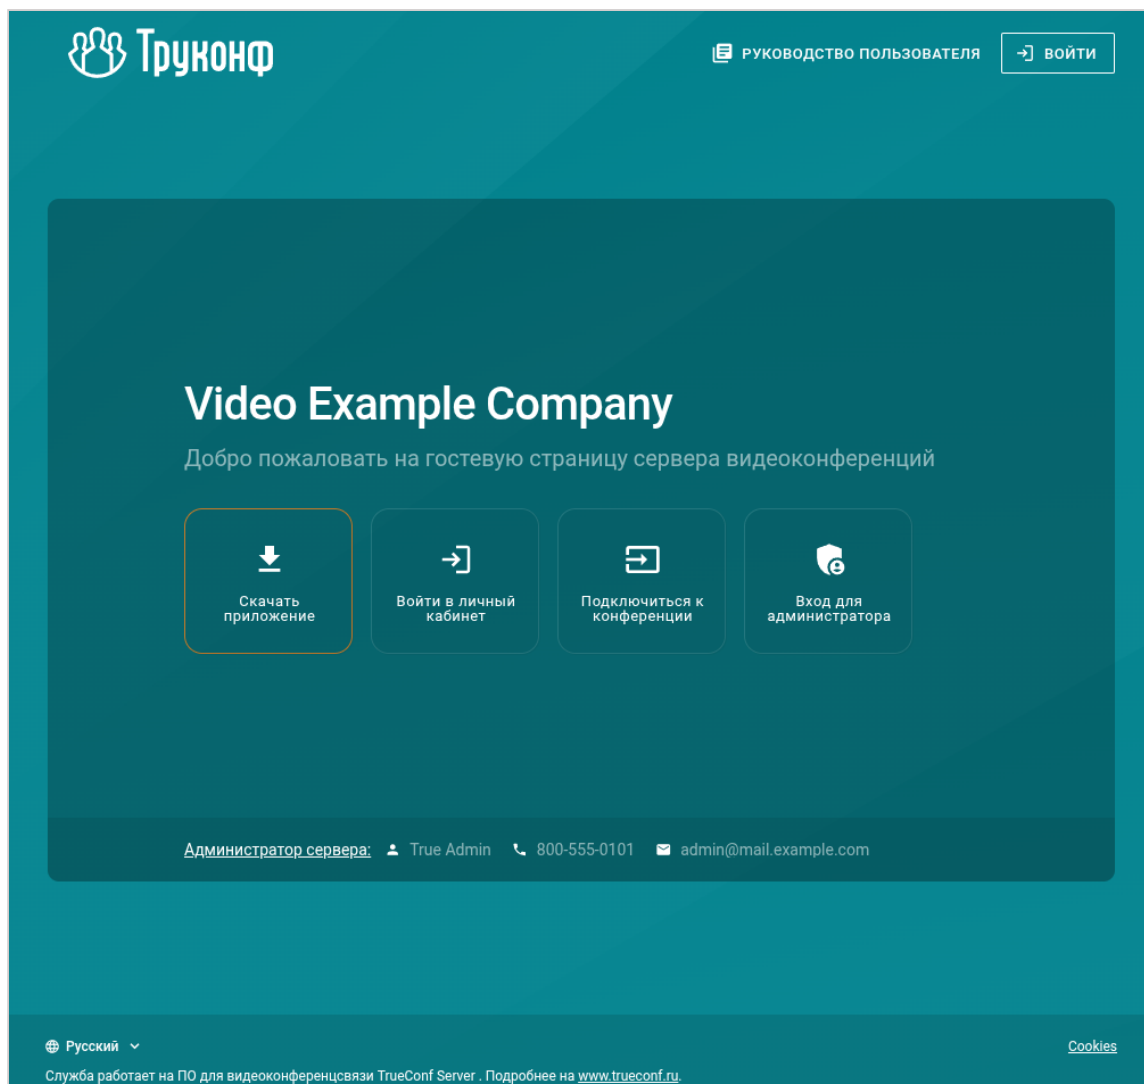 Труконф
РУКОВОДСТВО ПОЛЬЗОВАТЕЛЯ
ВОЙТИ
Video Example Company
Добро пожаловать на гостевую страницу сервера видеоконференций
Скачать
приложение
Войти в личный
кабинет
Подключиться к
конференции
Вход для
администратора
Администратор сервера: True Admin 800-555-0101 admin@mail.example.com
Русский
Cookies
Служба работает на ПО для видеоконференцсвязи TrueConf Server . Подробнее на www.trueconf.ru.